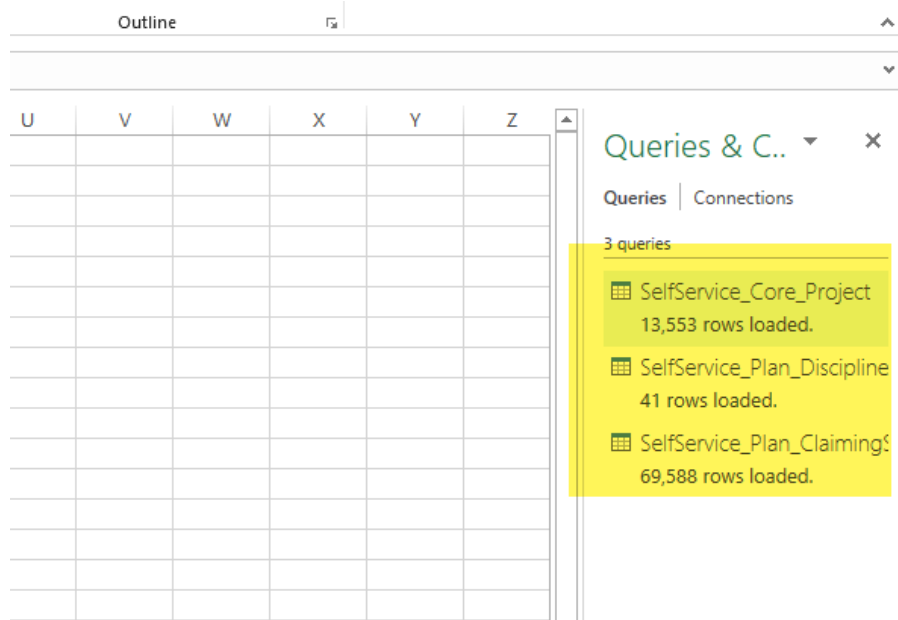 Outline
U V W X Y Z
Queries & C..
Queries Connections
3 queries
SelfService_Core_Project
13,553 rows loaded.
SelfService_Plan_Discipline
41 rows loaded.
SelfService_Plan_Claiming
69,588 rows loaded.